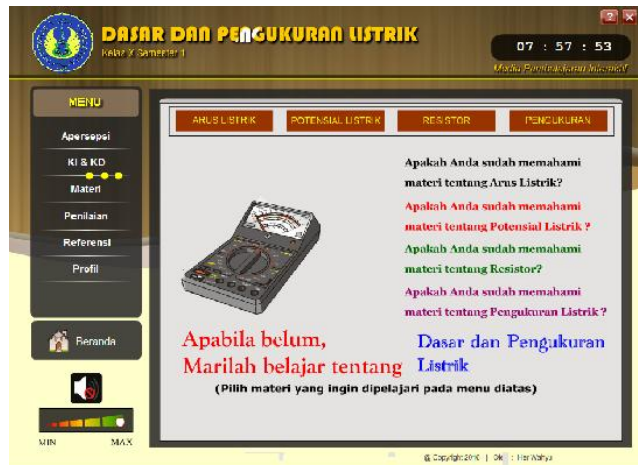 DASAR DAN PENGUKURAN LISTRIK
Kelas X Semester 1
07 : 57 : 53
Media Pembelajaran Interaktif
MENU
Apersepsi
KI & KD
Materi
Penilaian
Referensi
Profil
Beranda
MIN MAX
ARUS LISTRIK POTENSIAL LISTRIK RESISTOR PENGUKURAN
Apakah Anda sudah memahami
materi tentang Arus Listrik?
Apakah Anda sudah memahami
materi tentang Potensial Listrik ?
Apakah Anda sudah memahami
materi tentang Resistor?
Apakah Anda sudah memahami
materi tentang Pengukuran Listrik ?
Apabila belum,
Marilah belajar tentang
Dasar dan Pengukuran
Listrik
(Pilih materi yang ingin dipelajari pada menu diatas)
@ Copyright 2016 | : Her Wahyu